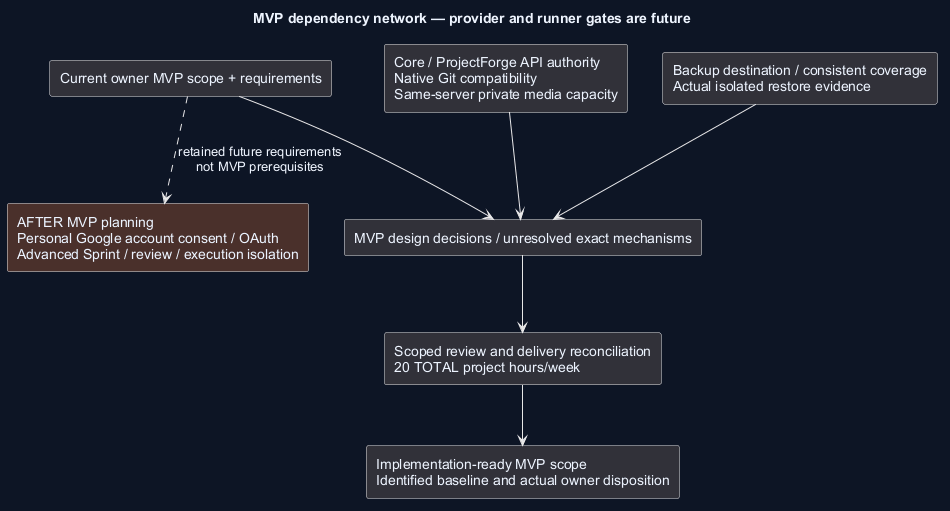 MVP dependency network — provider and runner gates are future
Current owner MVP scope + requirements
Core / ProjectForge API authority
Native Git compatibility
Same-server private media capacity
Backup destination / consistent coverage
Actual isolated restore evidence
retained future requirements
not MVP prerequisites
AFTER MVP planning
Personal Google account consent / OAuth
Advanced Sprint / review / execution isolation
MVP design decisions / unresolved exact mechanisms
Scoped review and delivery reconciliation
20 TOTAL project hours/week
Implementation-ready MVP scope
Identified baseline and actual owner disposition